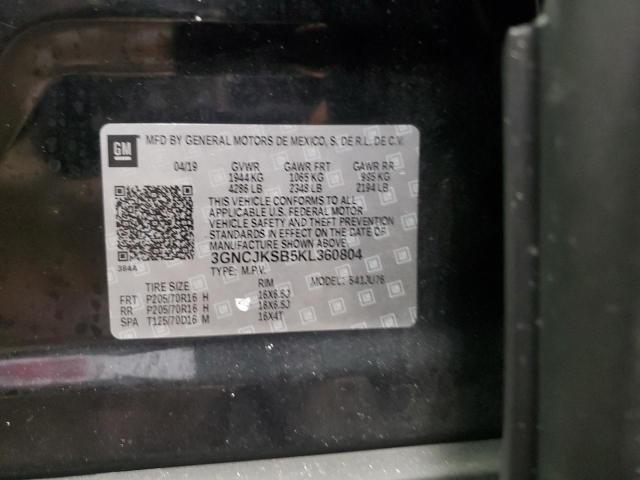 GM MFD BY GENERAL MOTORS DE MEXICO, S. DE R.L. DE C.V.
04/19 GVWR GAWR FRT GAWR RR
1944 KG 1065 KG 995 KG
4286 LB 2348 LB 2194 LB
THIS VEHICLE CONFORMS TO ALL
APPLICABLE U.S. FEDERAL MOTOR
VEHICLE SAFETY AND THEFT PREVENTION
STANDARDS IN EFFECT ON THE DATE OF
MANUFACTURE SHOWN ABOVE.
384A
3GNCJKSB5KL360804
TYPE: M.P.V. MODEL: S41JU76
TIRE SIZE RIM
FRT P205/70R16 H 16X6.5J
RR P205/70R16 H 16X6.5J
SPA T125/70D16 M 16X4T